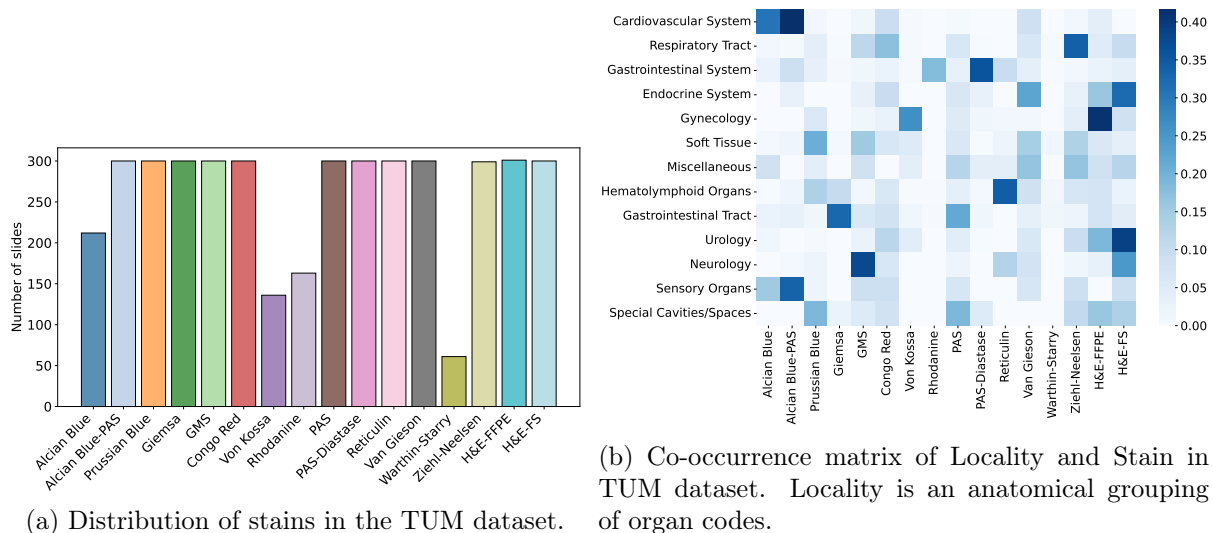 300
250
200
150
100
50
0
Number of slides
Alcian Blue
Alcian Blue-PAS
Prussian Blue
Giemsa
GMS
Congo Red
Von Kossa
Rhodanine
PAS
PAS-Diastase
Reticulin
Van Gieson
Warthin-Starry
Ziehl-Neelsen
H&E-FFPE
H&E-FS
(a) Distribution of stains in the TUM dataset.
Cardiovascular System
Respiratory Tract
Gastrointestinal System
Endocrine System
Gynecology
Soft Tissue
Miscellaneous
Hematolymphoid Organs
Gastrointestinal Tract
Urology
Neurology
Sensory Organs
Special Cavities/Spaces
Alcian Blue
Alcian Blue-PAS
Prussian Blue
Giemsa
GMS
Congo Red
Von Kossa
Rhodanine
PAS
PAS-Diastase
Reticulin
Van Gieson
Warthin-Starry
Ziehl-Neelsen
H&E-FFPE
H&E-FS
0.40
0.35
0.30
0.25
0.20
0.15
0.10
0.05
0.00
(b) Co-occurrence matrix of Locality and Stain in
TUM dataset. Locality is an anatomical grouping
of organ codes.